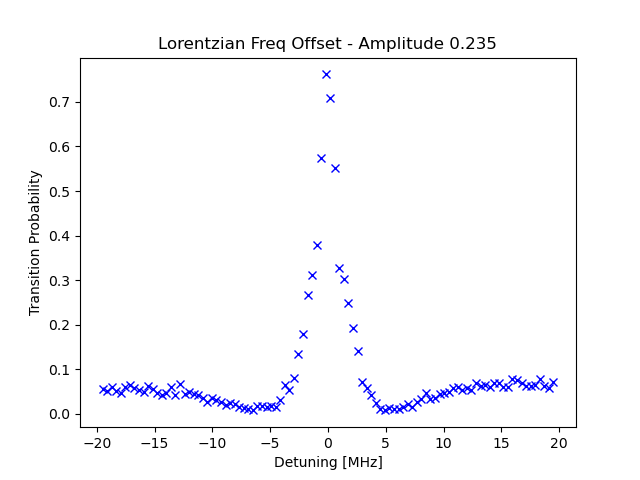 Lorentzian Freq Offset - Amplitude 0.235
Transition Probability
0.7
0.6
0.5
0.4
0.3
0.2
0.1
0.0
−20 −15 −10 −5 0 5 10 15 20
Detuning [MHz]